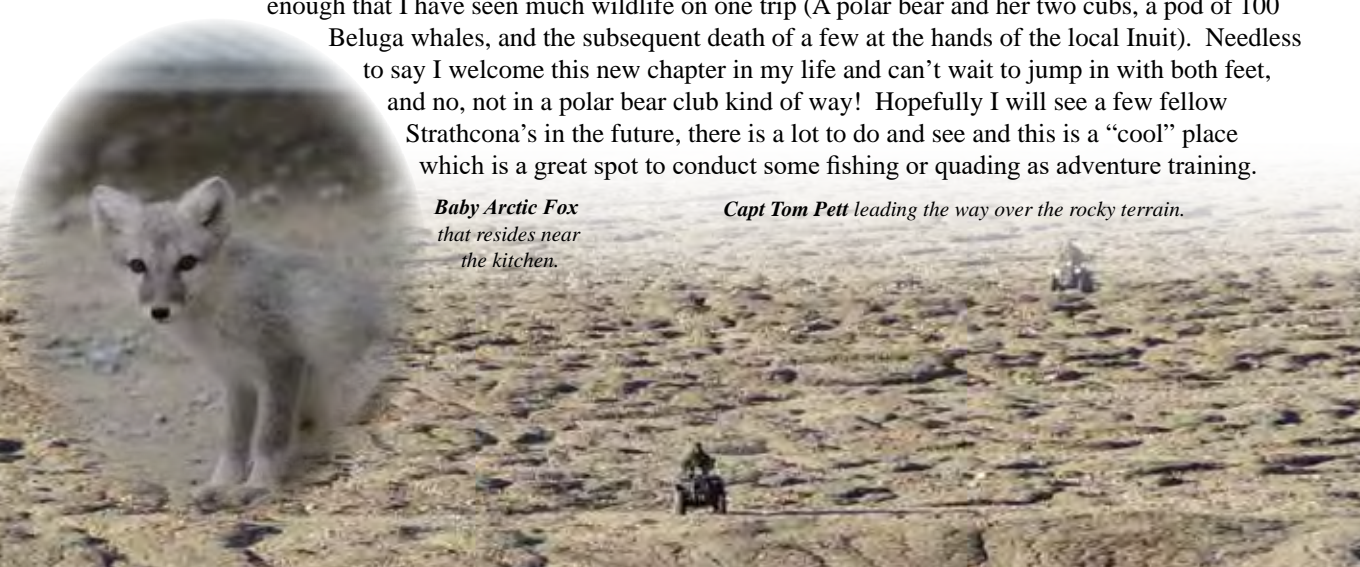 enough that I have seen much wildlife on one trip (A polar bear and her two cubs, a pod of 100
Beluga whales, and the subsequent death of a few at the hands of the local Inuit).  Needless
to say I welcome this new chapter in my life and can’t wait to jump in with both feet,
and no, not in a polar bear club kind of way!  Hopefully I will see a few fellow
Strathcona’s in the future, there is a lot to do and see and this is a “cool” place
which is a great spot to conduct some fishing or quading as adventure training.
Baby Arctic Fox
that resides near
the kitchen.
Capt Tom Pett leading the way over the rocky terrain.